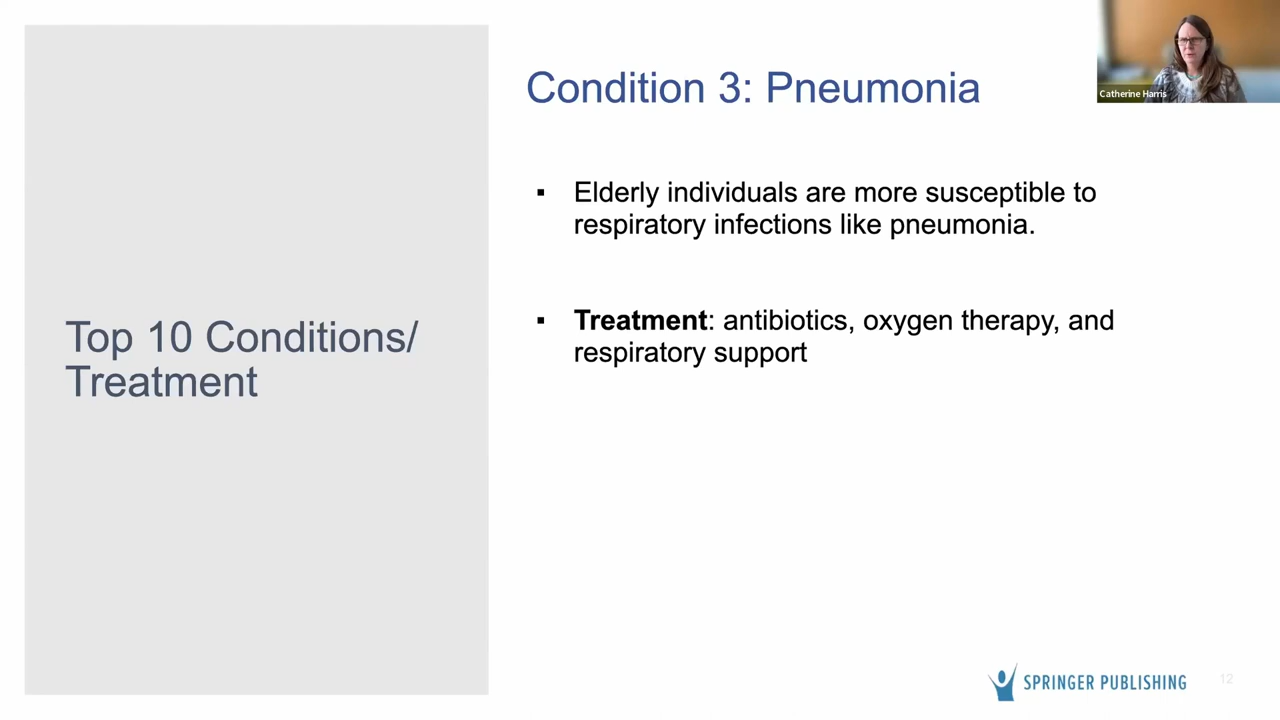 Top 10 Conditions/
Treatment
Condition 3: Pneumonia
▪ Elderly individuals are more susceptible to
respiratory infections like pneumonia.
▪ Treatment: antibiotics, oxygen therapy, and
respiratory support
Catherine Harris
SPRINGER PUBLISHING
12